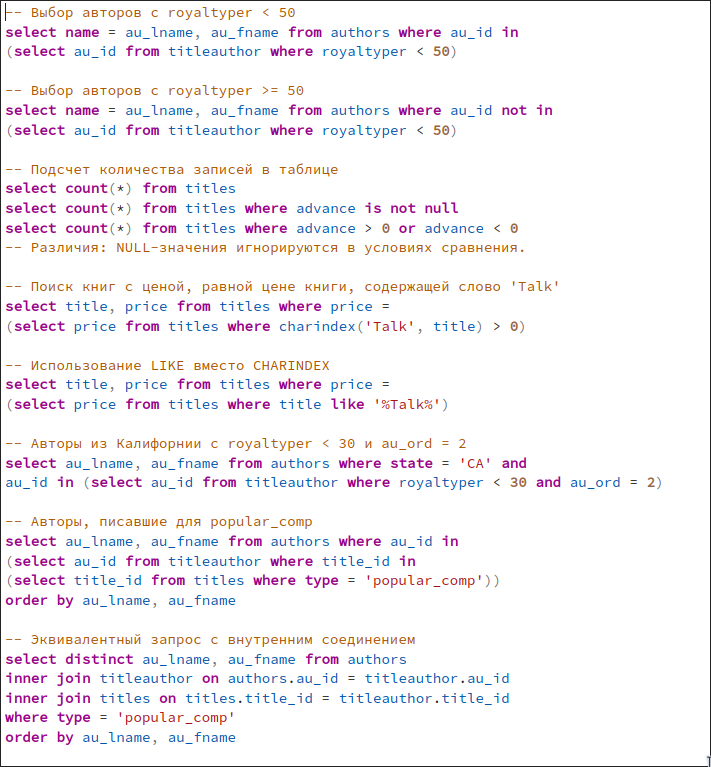 -- Выбор авторов с royaltyper < 50
select name = au_lname, au_fname from authors where au_id in
(select au_id from titleauthor where royaltyper < 50)
-- Выбор авторов с royaltyper >= 50
select name = au_lname, au_fname from authors where au_id not in
(select au_id from titleauthor where royaltyper < 50)
-- Подсчет количества записей в таблице
select count(*) from titles
select count(*) from titles where advance is not null
select count(*) from titles where advance > 0 or advance < 0
-- Различия: NULL-значения игнорируются в условиях сравнения.
-- Поиск книг с ценой, равной цене книги, содержащей слово 'Talk'
select title, price from titles where price =
(select price from titles where charindex('Talk', title) > 0)
-- Использование LIKE вместо CHARINDEX
select title, price from titles where price =
(select price from titles where title like '%Talk%')
-- Авторы из Калифорнии с royaltyper < 30 и au_ord = 2
select au_lname, au_fname from authors where state = 'CA' and
au_id in (select au_id from titleauthor where royaltyper < 30 and au_ord = 2)
-- Авторы, писавшие для popular_comp
select au_lname, au_fname from authors where au_id in
(select au_id from titleauthor where title_id in
(select title_id from titles where type = 'popular_comp'))
order by au_lname, au_fname
-- Эквивалентный запрос с внутренним соединением
select distinct au_lname, au_fname from authors
inner join titleauthor on authors.au_id = titleauthor.au_id
inner join titles on titles.title_id = titleauthor.title_id
where type = 'popular_comp'
order by au_lname, au_fname